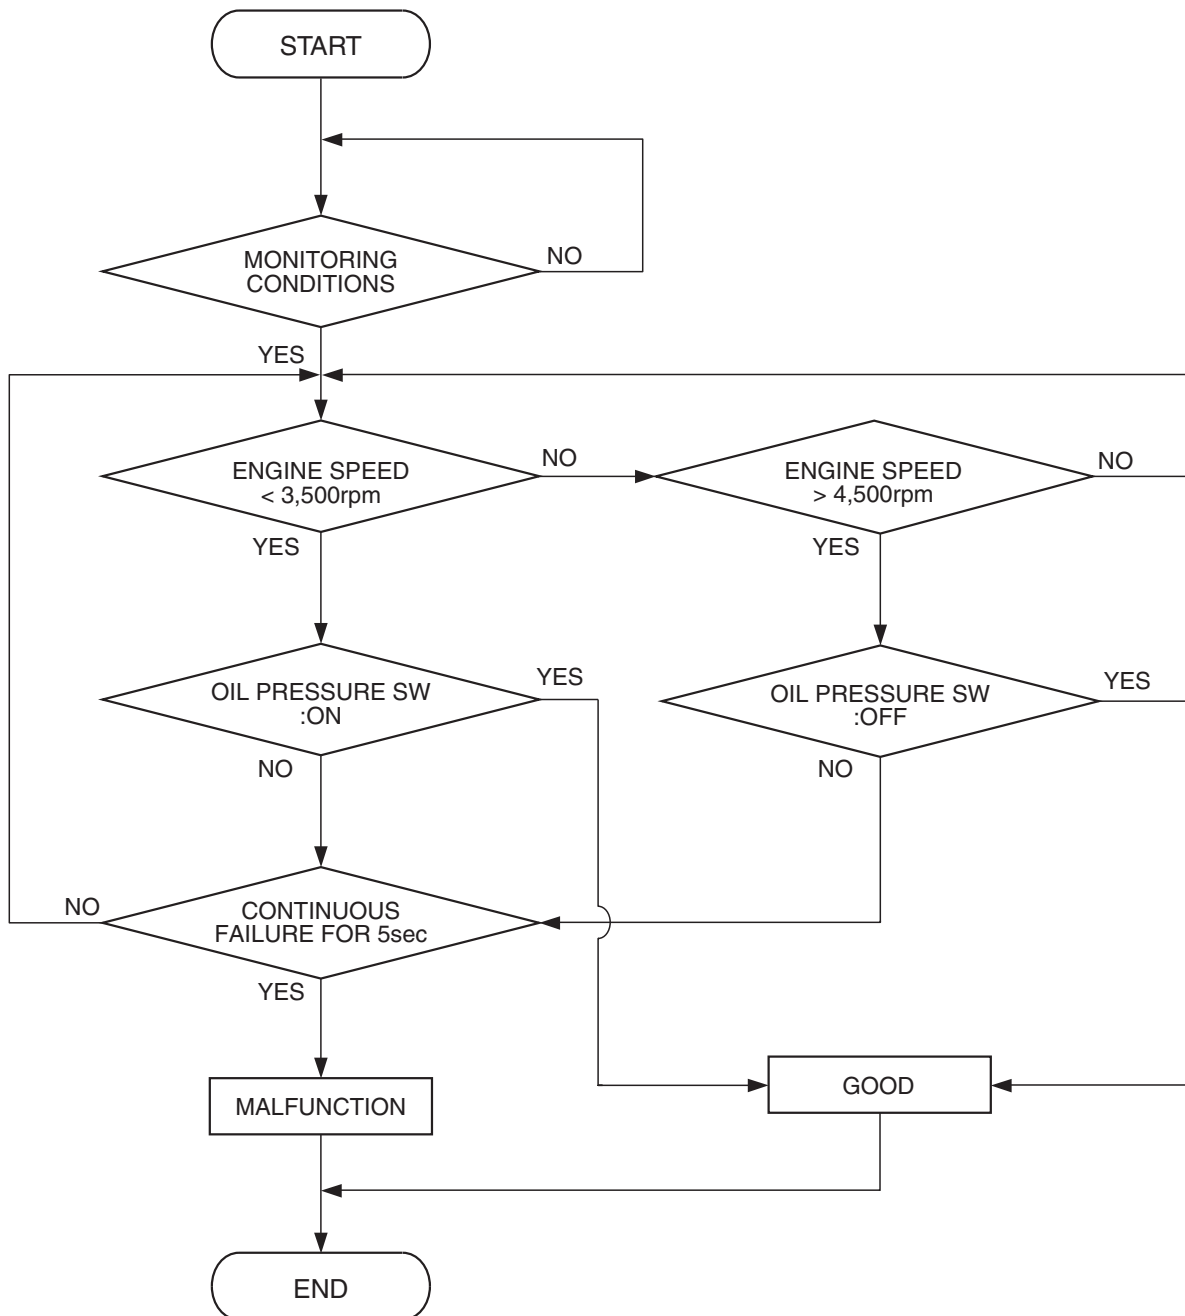 START
MONITORING
CONDITIONS
NO
YES
ENGINE SPEED
< 3,500rpm
NO
YES
ENGINE SPEED
> 4,500rpm
NO
YES
OIL PRESSURE SW
:ON
YES
NO
OIL PRESSURE SW
:OFF
YES
NO
CONTINUOUS
FAILURE FOR 5sec
NO
YES
MALFUNCTION
GOOD
END